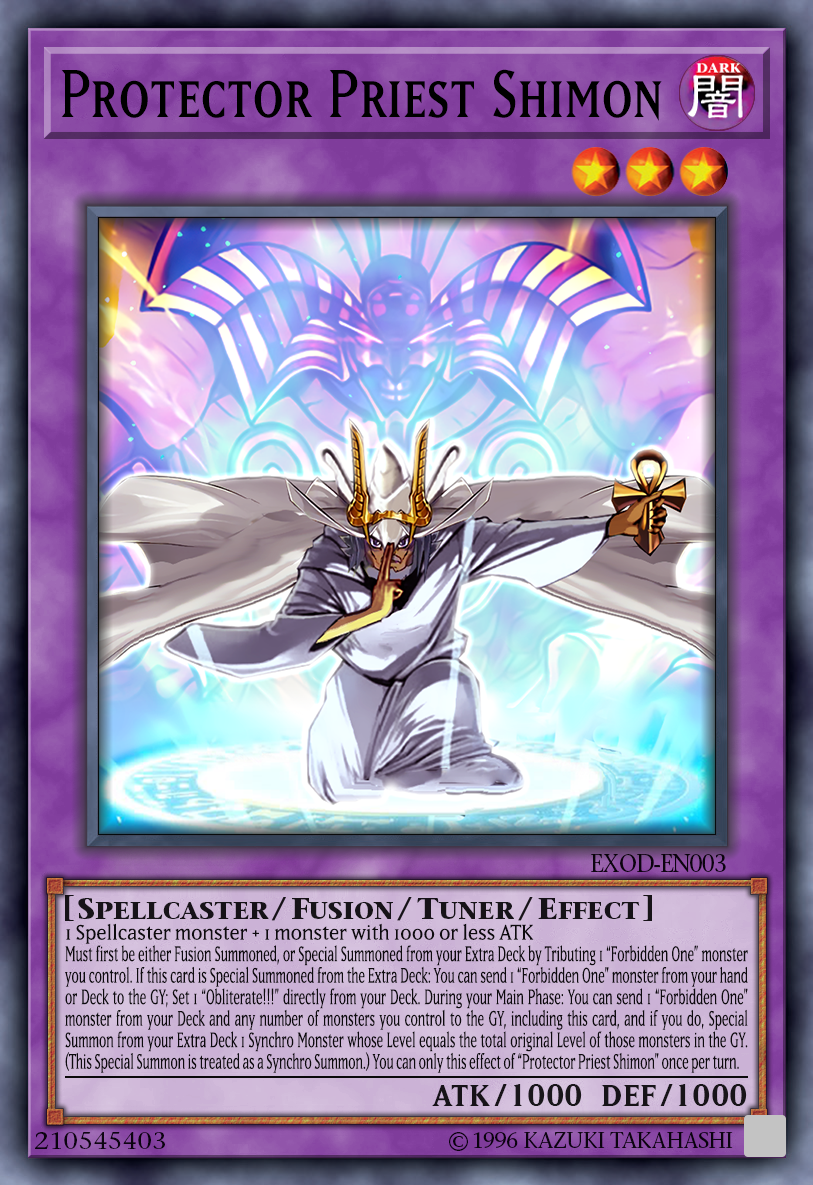 PROTECTOR PRIEST SHIMON
DARK
闇
EXOD-EN003
[SPELLCASTER/FUSION/TUNER/EFFECT]
1 Spellcaster monster + 1 monster with 1000 or less ATK
Must first be either Fusion Summoned, or Special Summoned from your Extra Deck by Tributing 1 “Forbidden One” monster
you control. If this card is Special Summoned from the Extra Deck: You can send 1 “Forbidden One” monster from your hand
or Deck to the GY; Set 1 “Obliterate!!!” directly from your Deck. During your Main Phase: You can send 1 “Forbidden One”
monster from your Deck and any number of monsters you control to the GY, including this card, and if you do, Special
Summon from your Extra Deck 1 Synchro Monster whose Level equals the total original Level of those monsters in the GY.
(This Special Summon is treated as a Synchro Summon.) You can only this effect of “Protector Priest Shimon” once per turn.
ATK/1000 DEF/1000
210545403 © 1996 KAZUKI TAKAHASHI